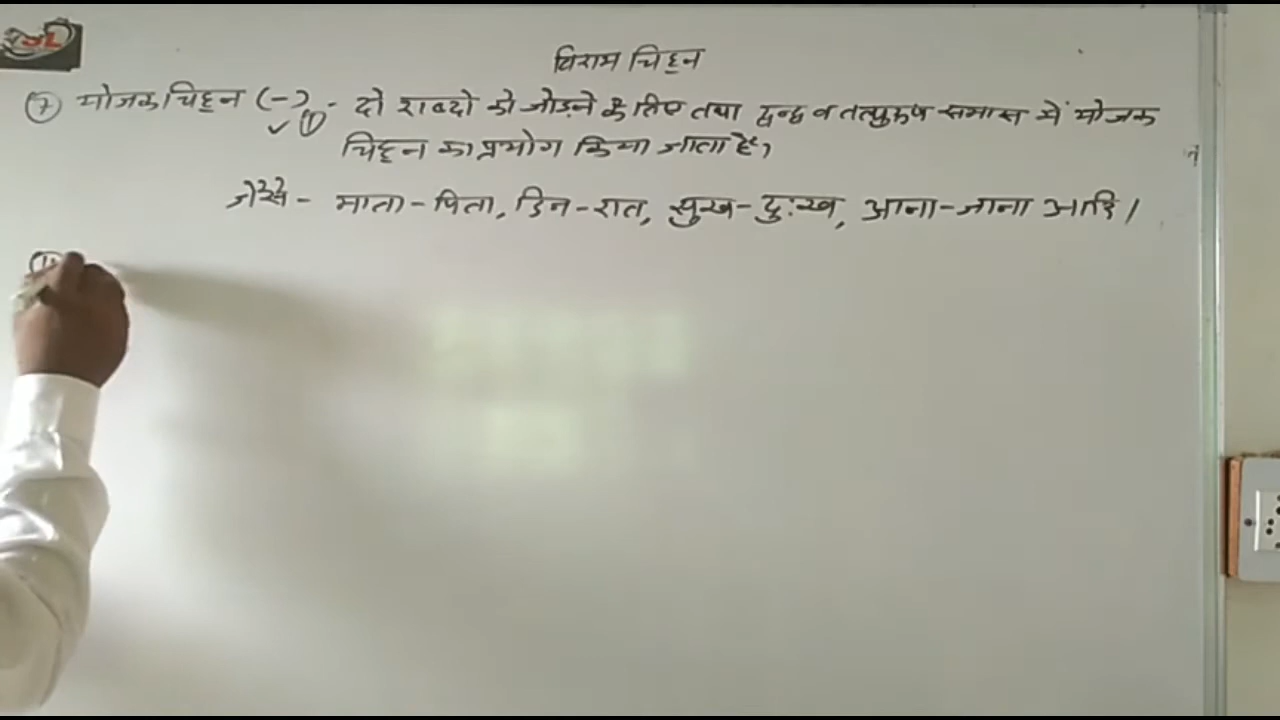 विराम चिह्न
(7) योजक चिह्न (-) (i) - दो शब्दो को जोड़ने के लिए तथा द्वन्द्व व तत्पुरुष समास में योजक
चिह्न का प्रयोग किया जाता है,
जैसे - माता-पिता, दिन-रात, सुख-दुःख, आना-जाना आदि।